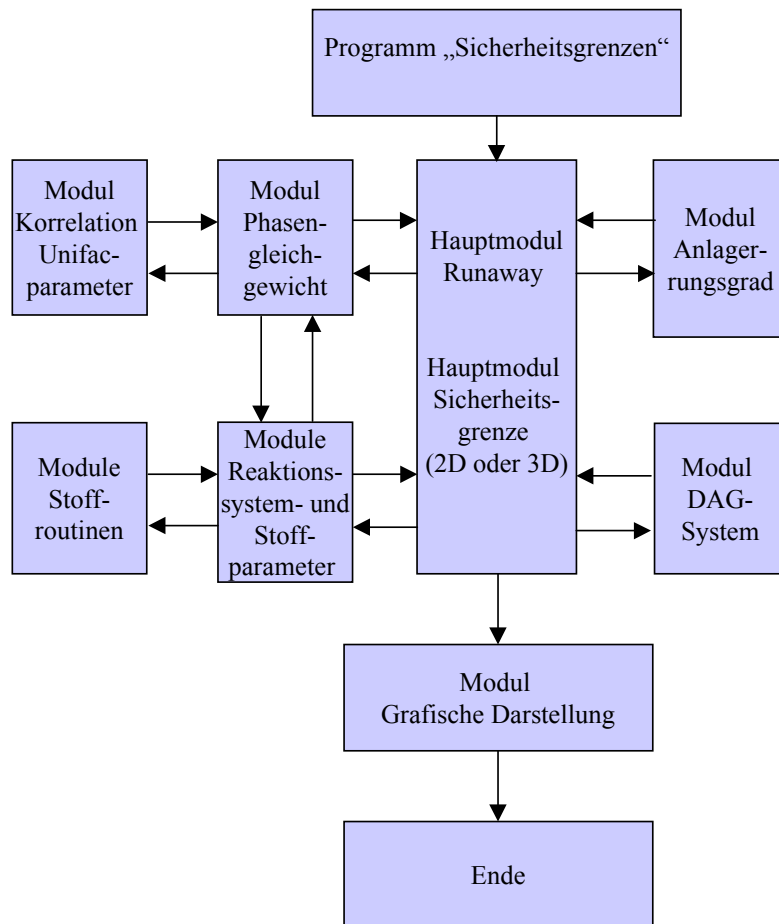 Programm „Sicherheitsgrenzen“
Modul
Korrelation
Unifac-
parameter
Modul
Phasen-
gleich-
gewicht
Hauptmodul
Runaway
Hauptmodul
Sicherheits-
grenze
(2D oder 3D)
Modul
Anlager-
rungsgrad
Module
Stoff-
routinen
Module
Reaktions-
system- und
Stoff-
parameter
Modul
DAG-
System
Modul
Grafische Darstellung
Ende